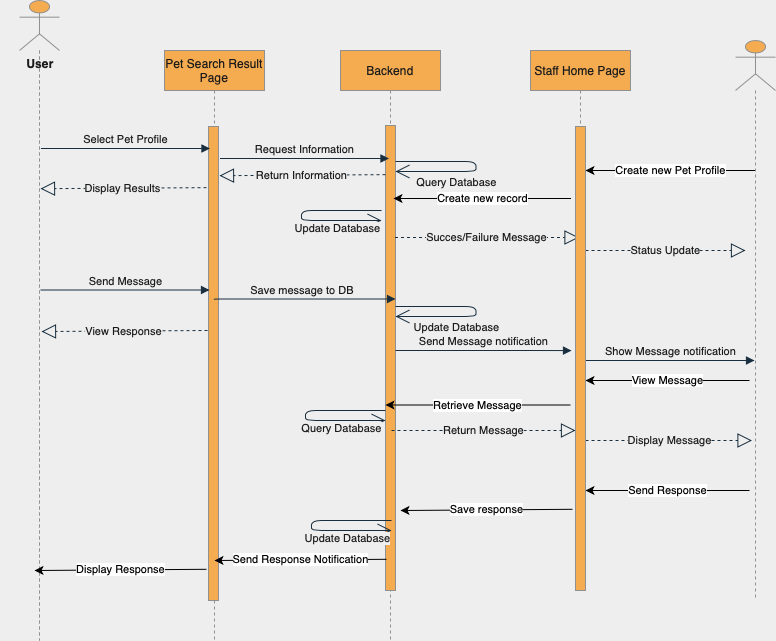 User
Pet Search Result
Page
Backend
Staff Home Page
Select Pet Profile
Request Information
Return Information
Query Database
Create new Pet Profile
Display Results
Create new record
Update Database
Succes/Failure Message
Status Update
Send Message
Save message to DB
Update Database
View Response
Send Message notification
Show Message notification
View Message
Retrieve Message
Query Database
Return Message
Display Message
Send Response
Save response
Update Database
Send Response Notification
Display Response